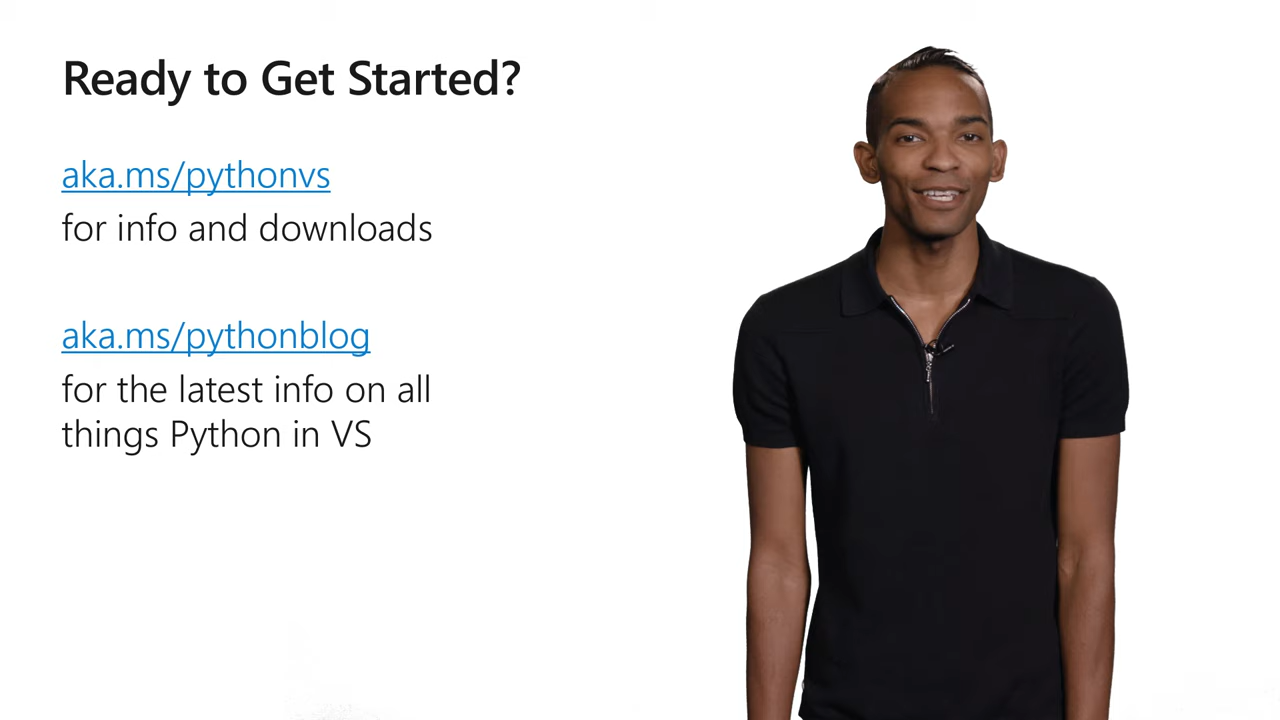 Ready to Get Started?
aka.ms/pythonvs
for info and downloads
aka.ms/pythonblog
for the latest info on all
things Python in VS